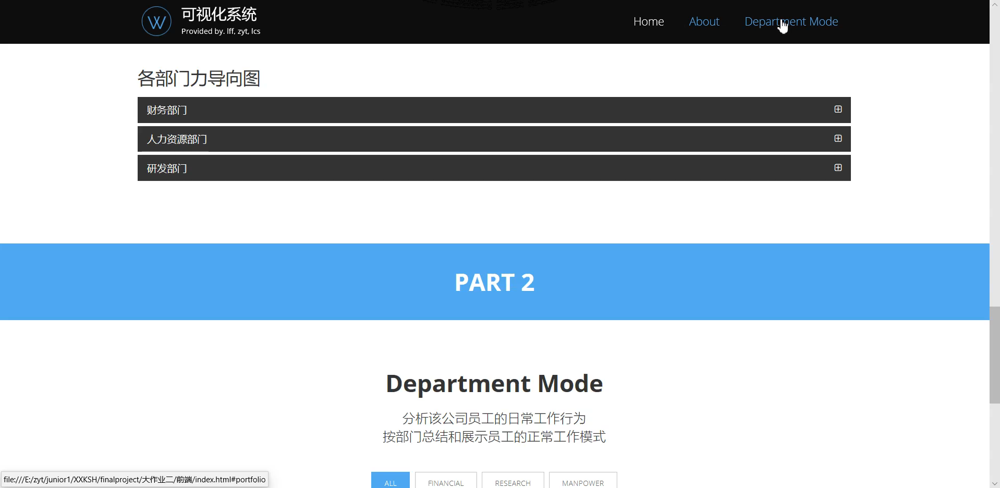 可视化系统
Provided by. lff, zyt, lcs
Home About Department Mode
各部门力导向图
财务部门
人力资源部门
研发部门
PART 2
Department Mode
分析该公司员工的日常工作行为
按部门总结和展示员工的正常工作模式
ALL FINANCIAL RESEARCH MANPOWER
file:///E:/zyt/junior1/XXKSH/finalproject/大作业二/前端/index.html#portfolio